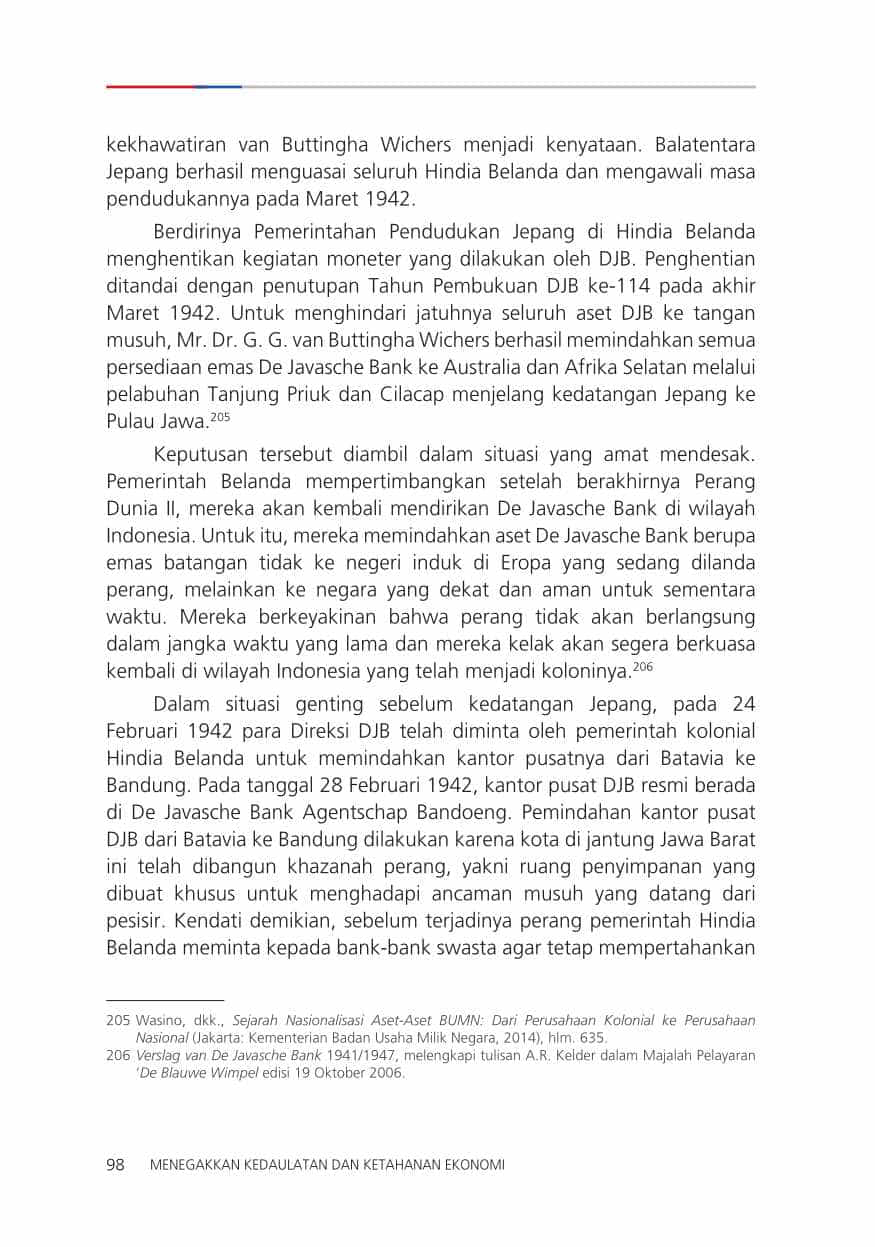 kekhawatiran van Buttingha Wichers menjadi kenyataan. Balatentara
Jepang berhasil menguasai seluruh Hindia Belanda dan mengawali masa
pendudukannya pada Maret 1942.
Berdirinya Pemerintahan Pendudukan Jepang di Hindia Belanda
menghentikan kegiatan moneter yang dilakukan oleh DJB. Penghentian
ditandai dengan penutupan Tahun Pembukuan DJB ke-114 pada akhir
Maret 1942. Untuk menghindari jatuhnya seluruh aset DJB ke tangan
musuh, Mr. Dr. G. G. van Buttingha Wichers berhasil memindahkan semua
persediaan emas De Javasche Bank ke Australia dan Afrika Selatan melalui
pelabuhan Tanjung Priuk dan Cilacap menjelang kedatangan Jepang ke
Pulau Jawa.205
Keputusan tersebut diambil dalam situasi yang amat mendesak.
Pemerintah Belanda mempertimbangkan setelah berakhirnya Perang
Dunia II, mereka akan kembali mendirikan De Javasche Bank di wilayah
Indonesia. Untuk itu, mereka memindahkan aset De Javasche Bank berupa
emas batangan tidak ke negeri induk di Eropa yang sedang dilanda
perang, melainkan ke negara yang dekat dan aman untuk sementara
waktu. Mereka berkeyakinan bahwa perang tidak akan berlangsung
dalam jangka waktu yang lama dan mereka kelak akan segera berkuasa
kembali di wilayah Indonesia yang telah menjadi koloninya.206
Dalam situasi genting sebelum kedatangan Jepang, pada 24
Februari 1942 para Direksi DJB telah diminta oleh pemerintah kolonial
Hindia Belanda untuk memindahkan kantor pusatnya dari Batavia ke
Bandung. Pada tanggal 28 Februari 1942, kantor pusat DJB resmi berada
di De Javasche Bank Agentschap Bandoeng. Pemindahan kantor pusat
DJB dari Batavia ke Bandung dilakukan karena kota di jantung Jawa Barat
ini telah dibangun khazanah perang, yakni ruang penyimpanan yang
dibuat khusus untuk menghadapi ancaman musuh yang datang dari
pesisir. Kendati demikian, sebelum terjadinya perang pemerintah Hindia
Belanda meminta kepada bank-bank swasta agar tetap mempertahankan
205 Wasino, dkk., Sejarah Nasionalisasi Aset-Aset BUMN: Dari Perusahaan Kolonial ke Perusahaan
Nasional (Jakarta: Kementerian Badan Usaha Milik Negara, 2014), hlm. 635.
206 Verslag van De Javasche Bank 1941/1947, melengkapi tulisan A.R. Kelder dalam Majalah Pelayaran
'De Blauwe Wimpel edisi 19 Oktober 2006.
98 MENEGAKKAN KEDAULATAN DAN KETAHANAN EKONOMI